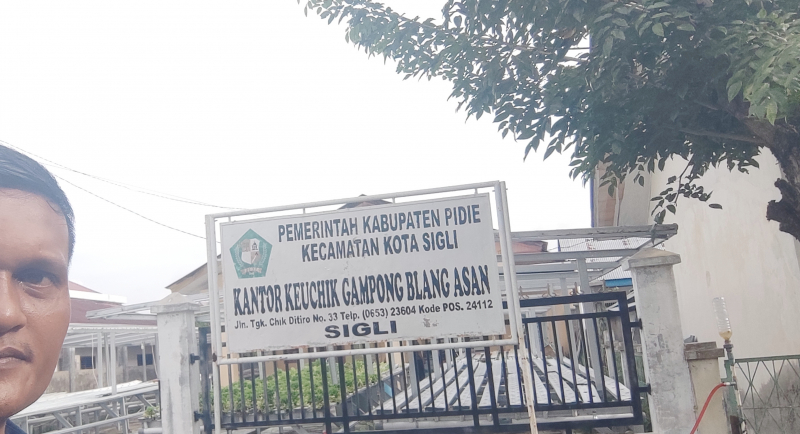 PEMERINTAH KABUPATEN PIDIE
KECAMATAN KOTA SIGLI
KANTOR KEUCHIK GAMPONG BLANG ASAN
Jln. Tgk. Chik Ditiro No. 33 Telp. (0653) 23604 Kode POS. 24112
SIGLI